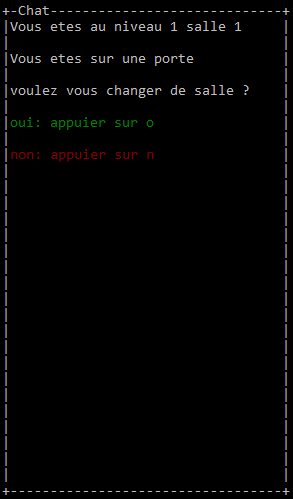 Chat
Vous etes au niveau 1 salle 1
Vous etes sur une porte
voulez vous changer de salle ?
oui: appuier sur o
non: appuier sur n